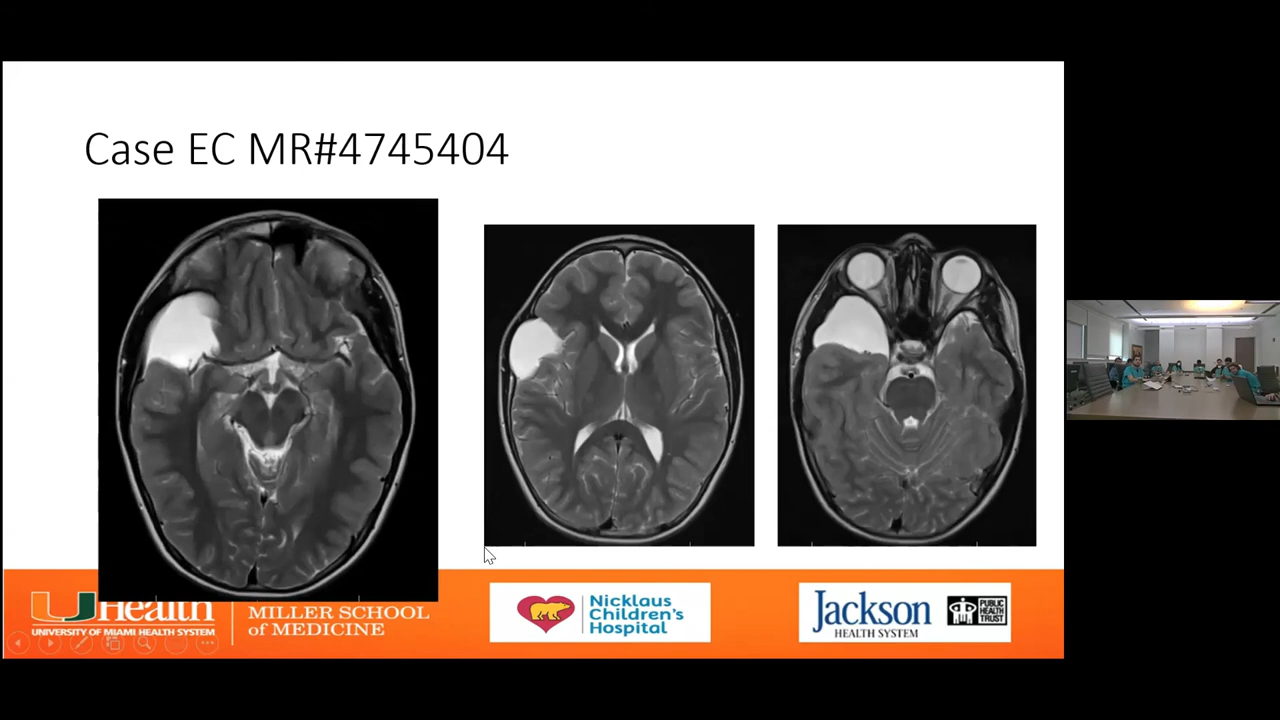 Case EC MR#4745404
UHealth
UNIVERSITY OF MIAMI HEALTH SYSTEM
MILLER SCHOOL
of MEDICINE
Nicklaus
Children's
Hospital
Jackson
HEALTH SYSTEM
PUBLIC
HEALTH
TRUST